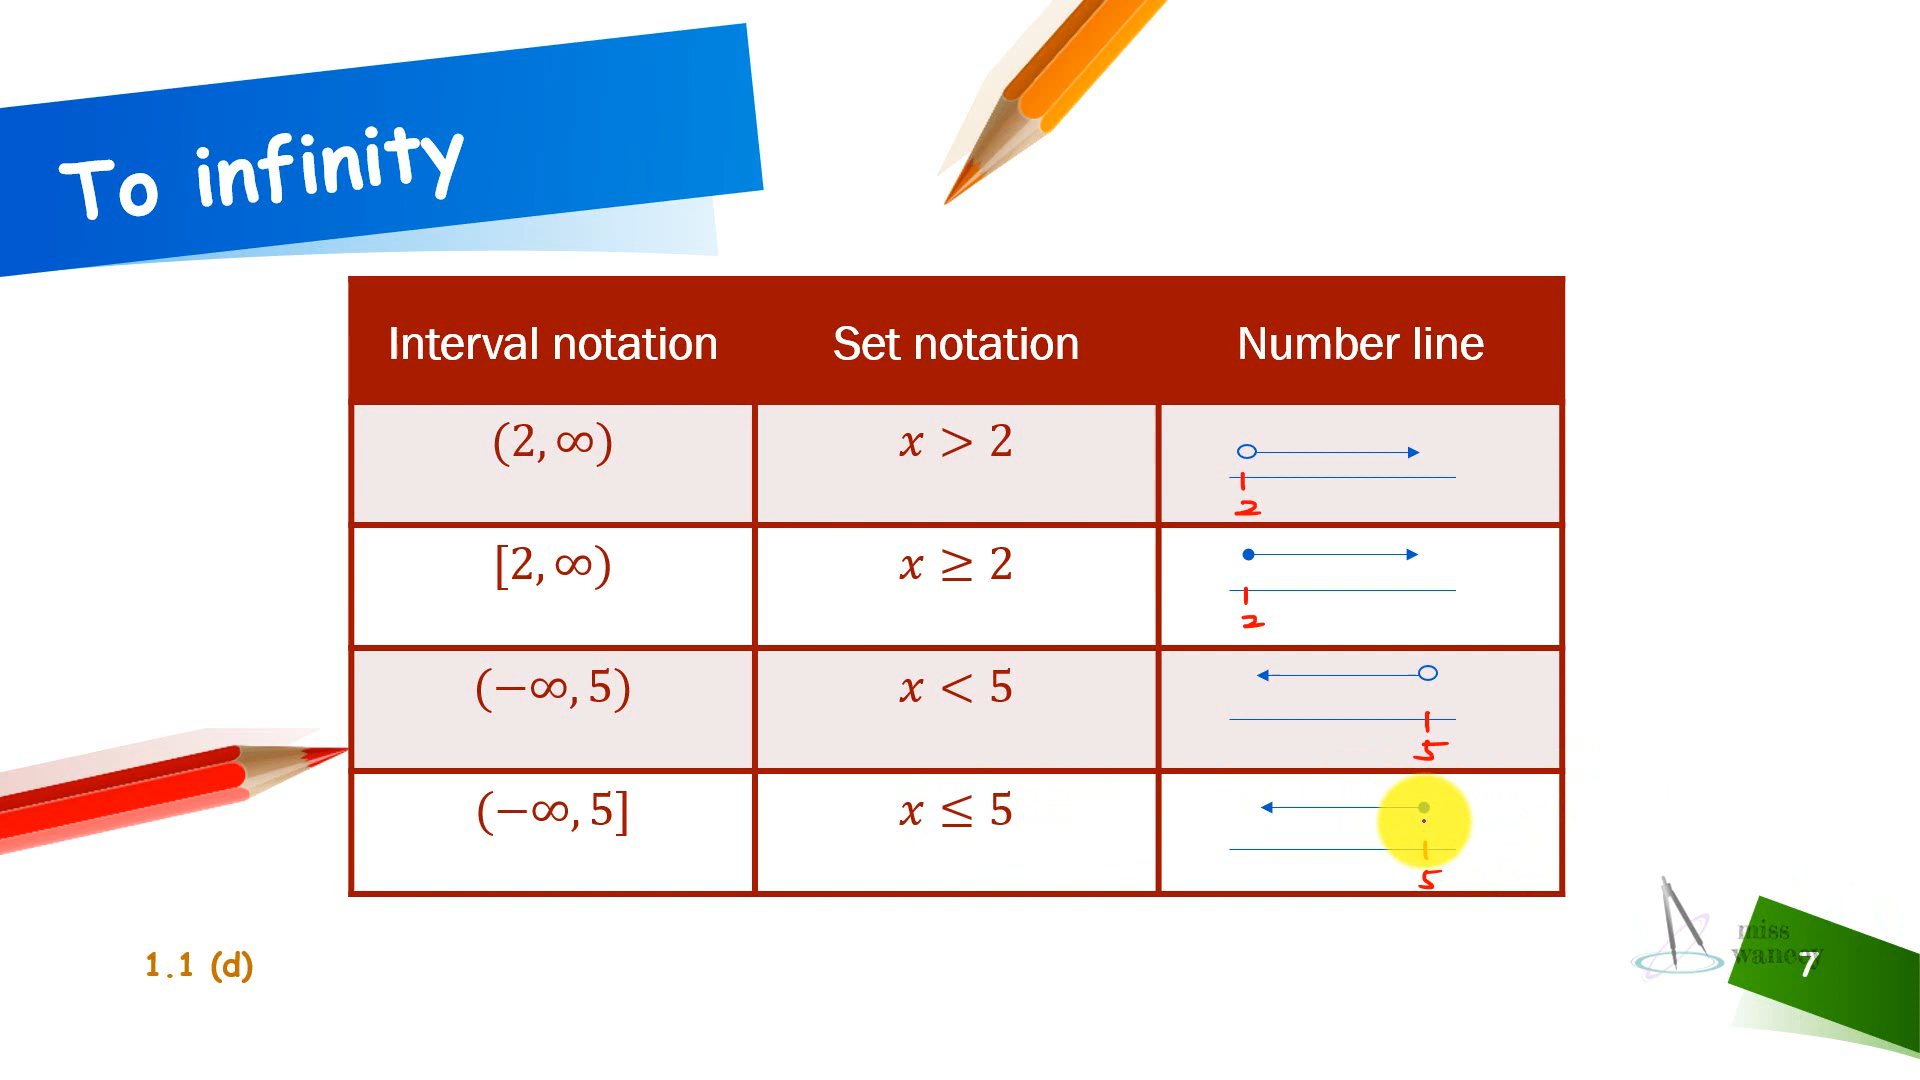 To infinity
Interval notation Set notation Number line
(2, ∞) x > 2
2
[2, ∞) x ≥ 2
2
(−∞, 5) x < 5
5
(−∞, 5] x ≤ 5
5
1.1 (d)
miss
7